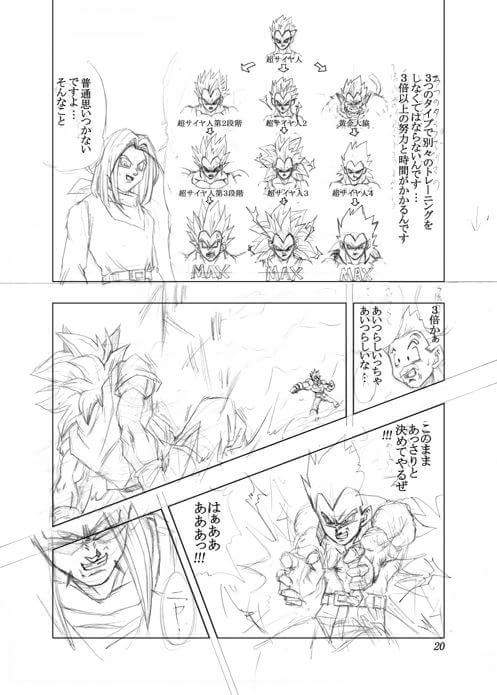 3つのタイプで別々のトレーニングを
しなくてはならないんです…
3倍以上の努力と時間がかかるんです
超サイヤ人
超サイヤ人第2段階
超サイヤ人2
黄金大猿
超サイヤ人第3段階
超サイヤ人3
超サイヤ人4
MAX
MAX
MAX
普通思いつかない
ですよ…
そんなこと
3倍かぁ
あいつらしいっちゃ
あいつらしいな…
このまま
あっさりと
決めてやるぜ
!!!
はぁああ
あああっ!!!
ニヤ
20